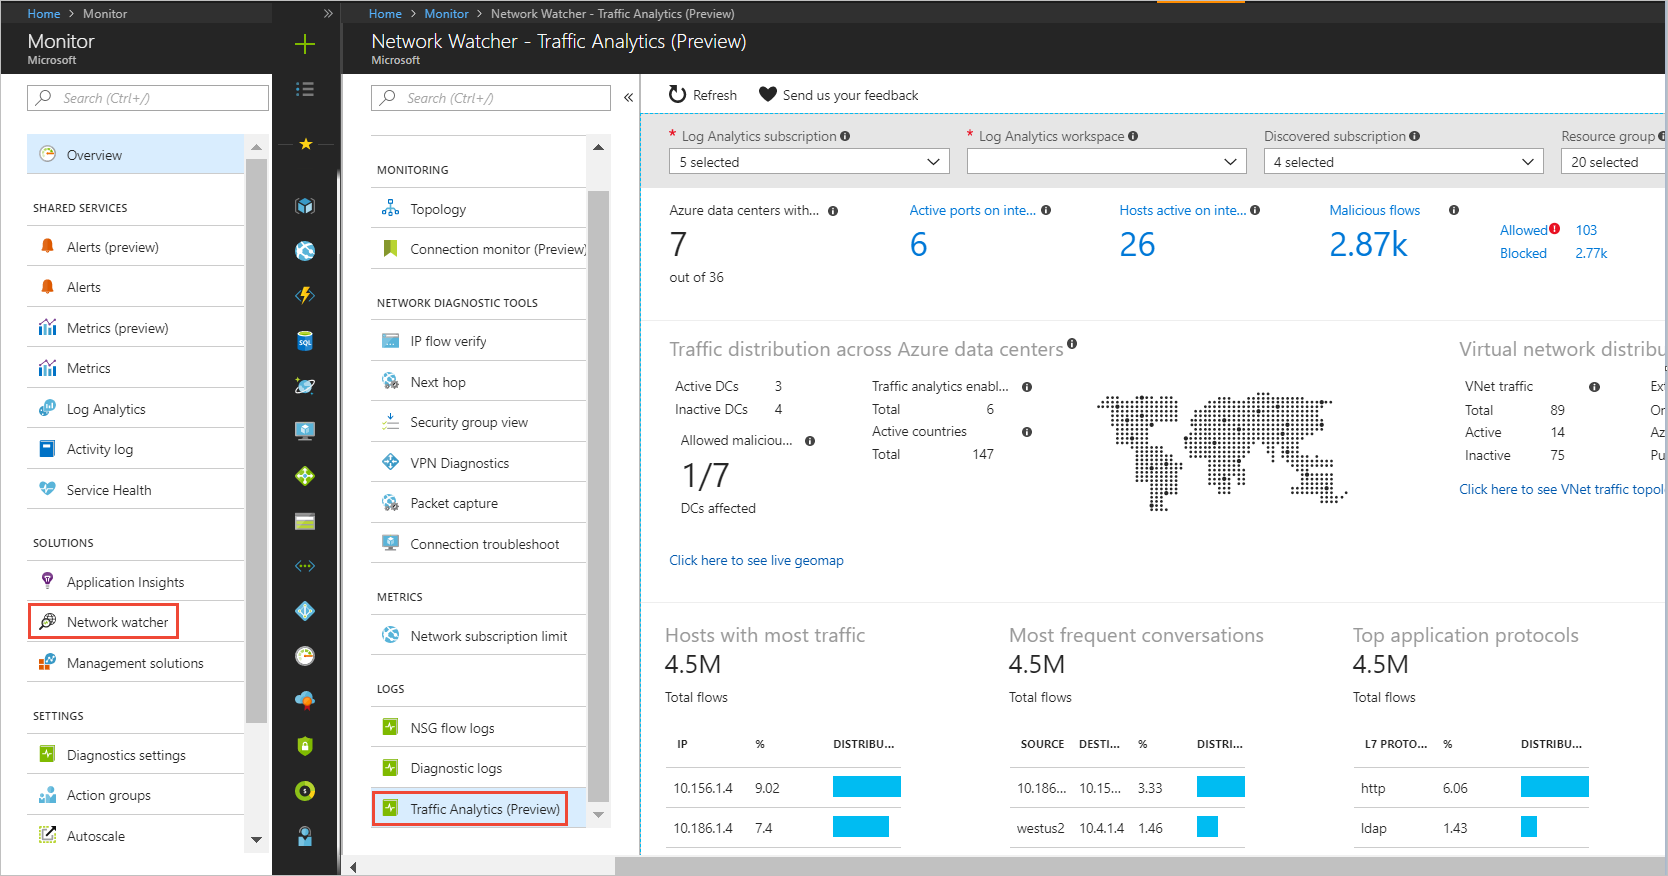 Home > Monitor
Monitor
Microsoft
Search (Ctrl+/)
Overview
SHARED SERVICES
Alerts (preview)
Alerts
Metrics (preview)
Metrics
Log Analytics
Activity log
Service Health
SOLUTIONS
Application Insights
Network watcher
Management solutions
SETTINGS
Diagnostics settings
Action groups
Autoscale
SQL
Home > Monitor > Network Watcher - Traffic Analytics (Preview)
Network Watcher - Traffic Analytics (Preview)
Microsoft
Search (Ctrl+/)
MONITORING
Topology
Connection monitor (Preview)
NETWORK DIAGNOSTIC TOOLS
IP flow verify
Next hop
Security group view
VPN Diagnostics
Packet capture
Connection troubleshoot
METRICS
Network subscription limit
LOGS
NSG flow logs
Diagnostic logs
Traffic Analytics (Preview)
Refresh Send us your feedback
* Log Analytics subscription * Log Analytics workspace Discovered subscription Resource group
5 selected 4 selected 20 selected
Azure data centers with... Active ports on inte... Hosts active on inte... Malicious flows
7 6 26 2.87k
out of 36
Allowed 103
Blocked 2.77k
Traffic distribution across Azure data centers
Active DCs 3
Inactive DCs 4
Allowed maliciou...
1/7
DCs affected
Traffic analytics enabl...
Total 6
Active countries
Total 147
Click here to see live geomap
Virtual network distribu
VNet traffic Ex
Total 89 Or
Active 14 Az
Inactive 75 Pu
Click here to see VNet traffic topol
Hosts with most traffic
4.5M
Total flows
IP % DISTRIBU...
10.156.1.4 9.02
10.186.1.4 7.4
Most frequent conversations
4.5M
Total flows
SOURCE DESTI... % DISTRI...
10.186... 10.15... 3.33
westus2 10.4.1.4 1.46
Top application protocols
4.5M
Total flows
L7 PROTO... % DISTRIBU...
http 6.06
ldap 1.43